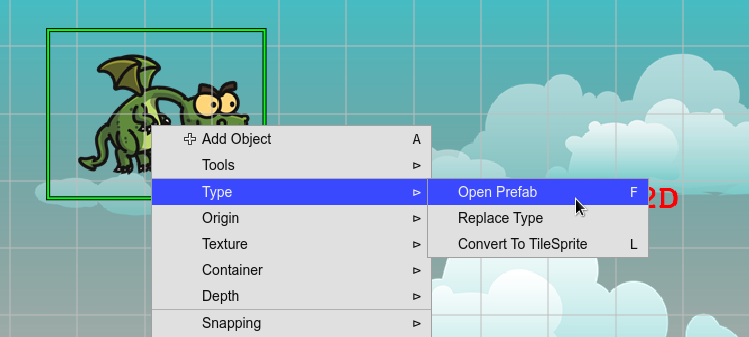 Add Object A
Tools
Type
Open Prefab F
2D
Origin
Replace Type
Texture
Convert To TileSprite L
Container
Depth
Snapping